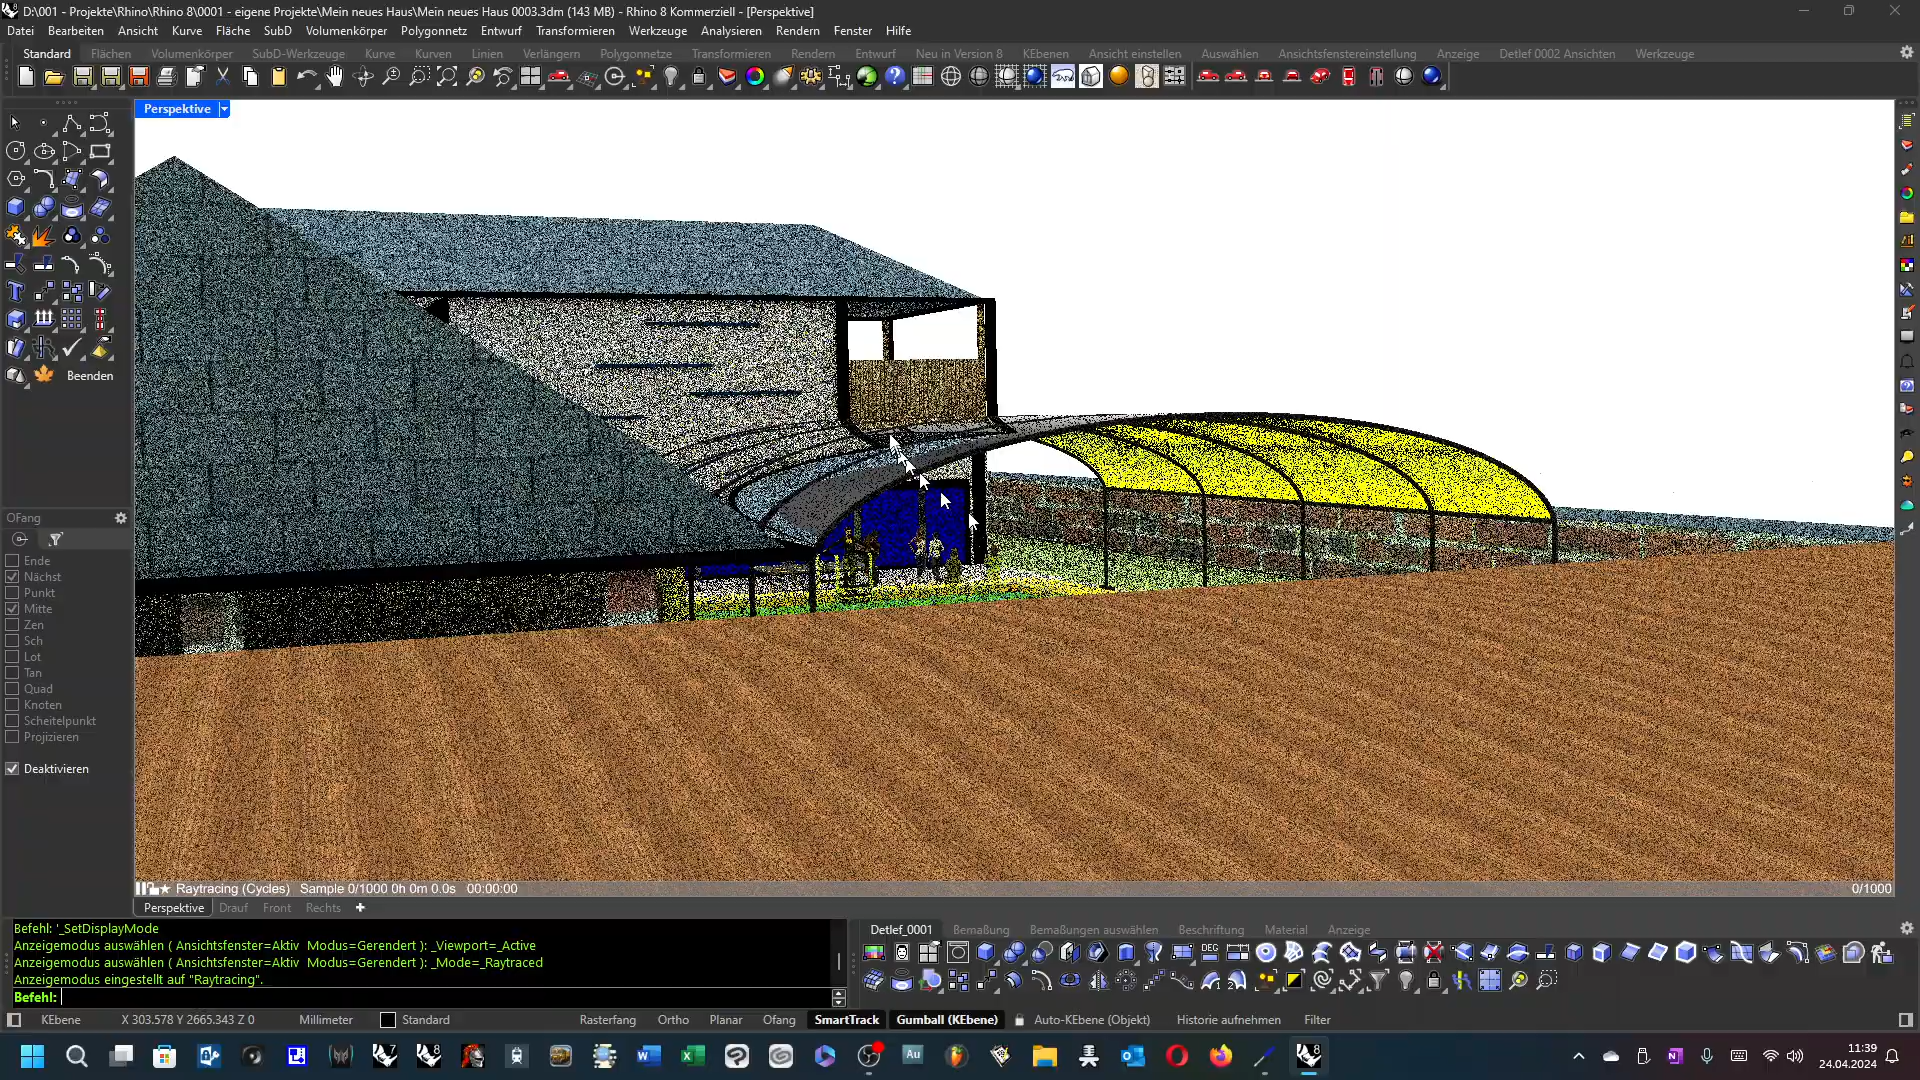 D:\001 - Projekte\Rhino\Rhino 8\0001 - eigene Projekte\Mein neues Haus\Mein neues Haus 0003.3dm (143 MB) - Rhino 8 Kommerziell - [Perspektive]
Datei Bearbeiten Ansicht Kurve Fläche SubD Volumenkörper Polygonnetz Entwurf Transformieren Werkzeuge Analysieren Rendern Fenster Hilfe
Standard Flächen Volumenkörper SubD-Werkzeuge Kurve Kurven Linien Verlängern Polygonnetze Transformieren Rendern Entwurf Neu in Version 8 KEbenen Ansicht einstellen Auswählen Ansichtsfenstereinstellung Anzeige Detlef 0002 Ansichten Werkzeuge
Perspektive
Beenden
OFang
Ende
Nächst
Punkt
Mitte
Zen
Sch
Lot
Tan
Quad
Knoten
Scheitelpunkt
Projizieren
Deaktivieren
Raytracing (Cycles) Sample 0/1000 0h 0m 0.0s 00:00:00 0/1000
Perspektive Drauf Front Rechts
Befehl: '_SetDisplayMode
Anzeigemodus auswählen ( Ansichtsfenster=Aktiv Modus=Gerendert ): _Viewport=_Active
Anzeigemodus auswählen ( Ansichtsfenster=Aktiv Modus=Gerendert ): _Mode=_Raytraced
Anzeigemodus eingestellt auf "Raytracing".
Befehl:
Detlef_0001 Bemaßung Bemaßungen auswählen Beschriftung Material Anzeige
DEG
KEbene X 303.578 Y 2665.343 Z 0 Millimeter Standard Rasterfang Ortho Planar Ofang SmartTrack Gumball (KEbene) Auto-KEbene (Objekt) Historie aufnehmen Filter
Au
11:39
24.04.2024